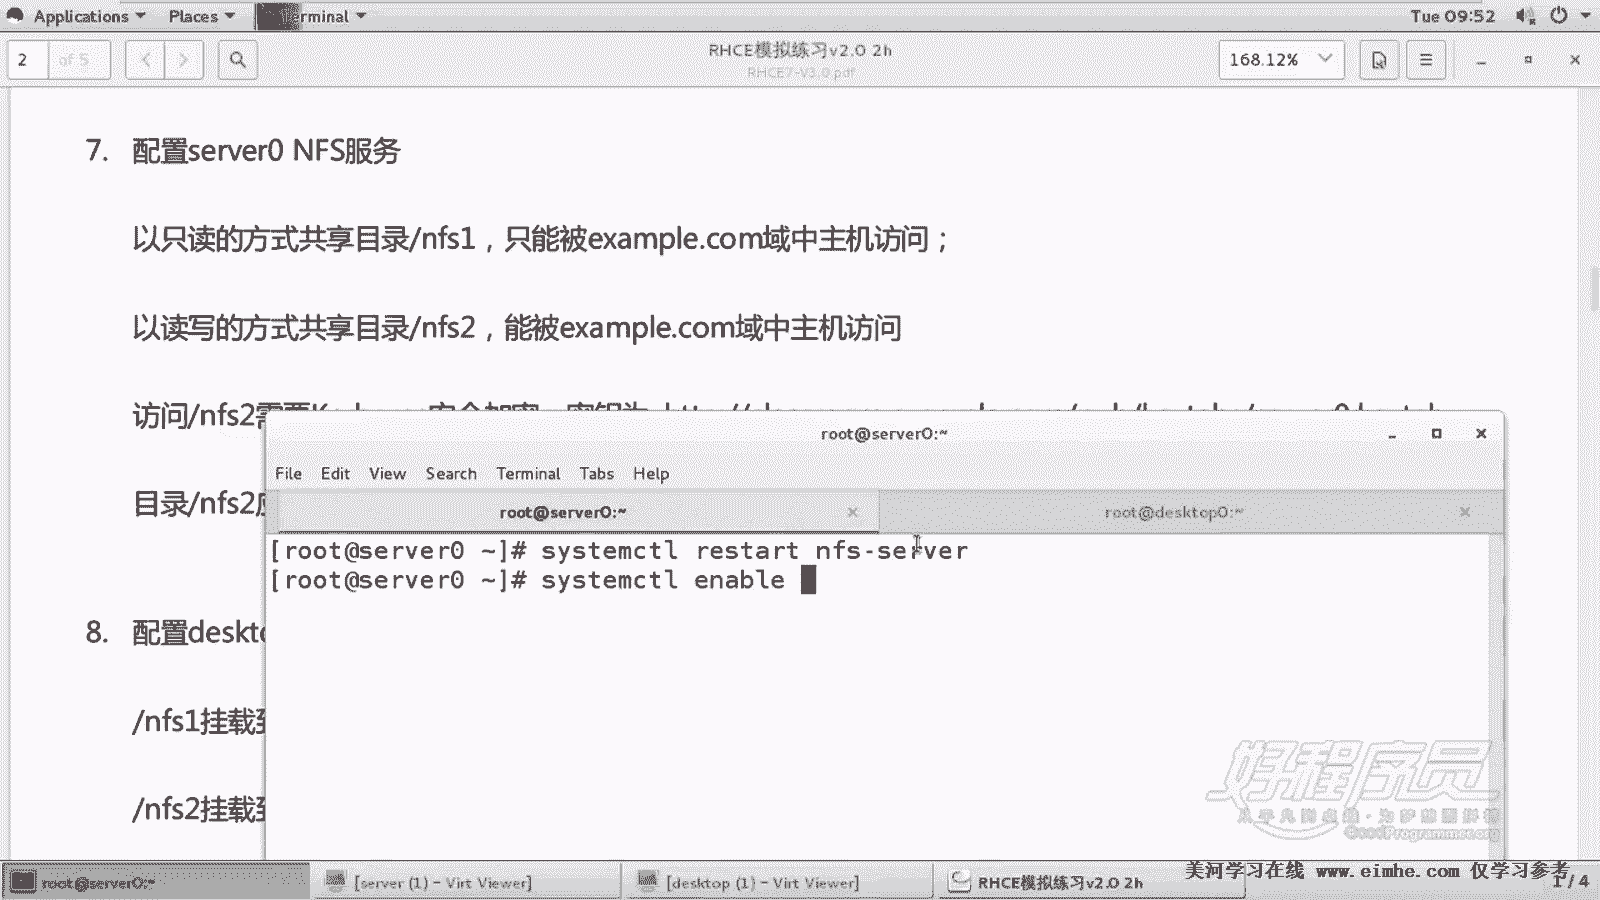 Applications Places Terminal Tue 09:52
2 of 5 RHCE模拟练习v2.0 2h 168.12%
RHCE7-V3.0.pdf
7. 配置server0 NFS服务
以只读的方式共享目录/nfs1，只能被example.com域中主机访问；
以读写的方式共享目录/nfs2，能被example.com域中主机访问
访问/nfs2
目录/nfs2
root@server0:~
File Edit View Search Terminal Tabs Help
root@server0:~ root@desktop0:~
[root@server0 ~]# systemctl restart nfs-server
[root@server0 ~]# systemctl enable
8. 配置deskto
/nfs1挂载到
/nfs2挂载到
好程序员
GoodProgrammer.org
美河学习在线 www.eimhe.com 仅学习参考
root@server0:~ [server (1) – Virt Viewer] [desktop (1) – Virt Viewer] RHCE模拟练习v2.0 2h 1 / 4